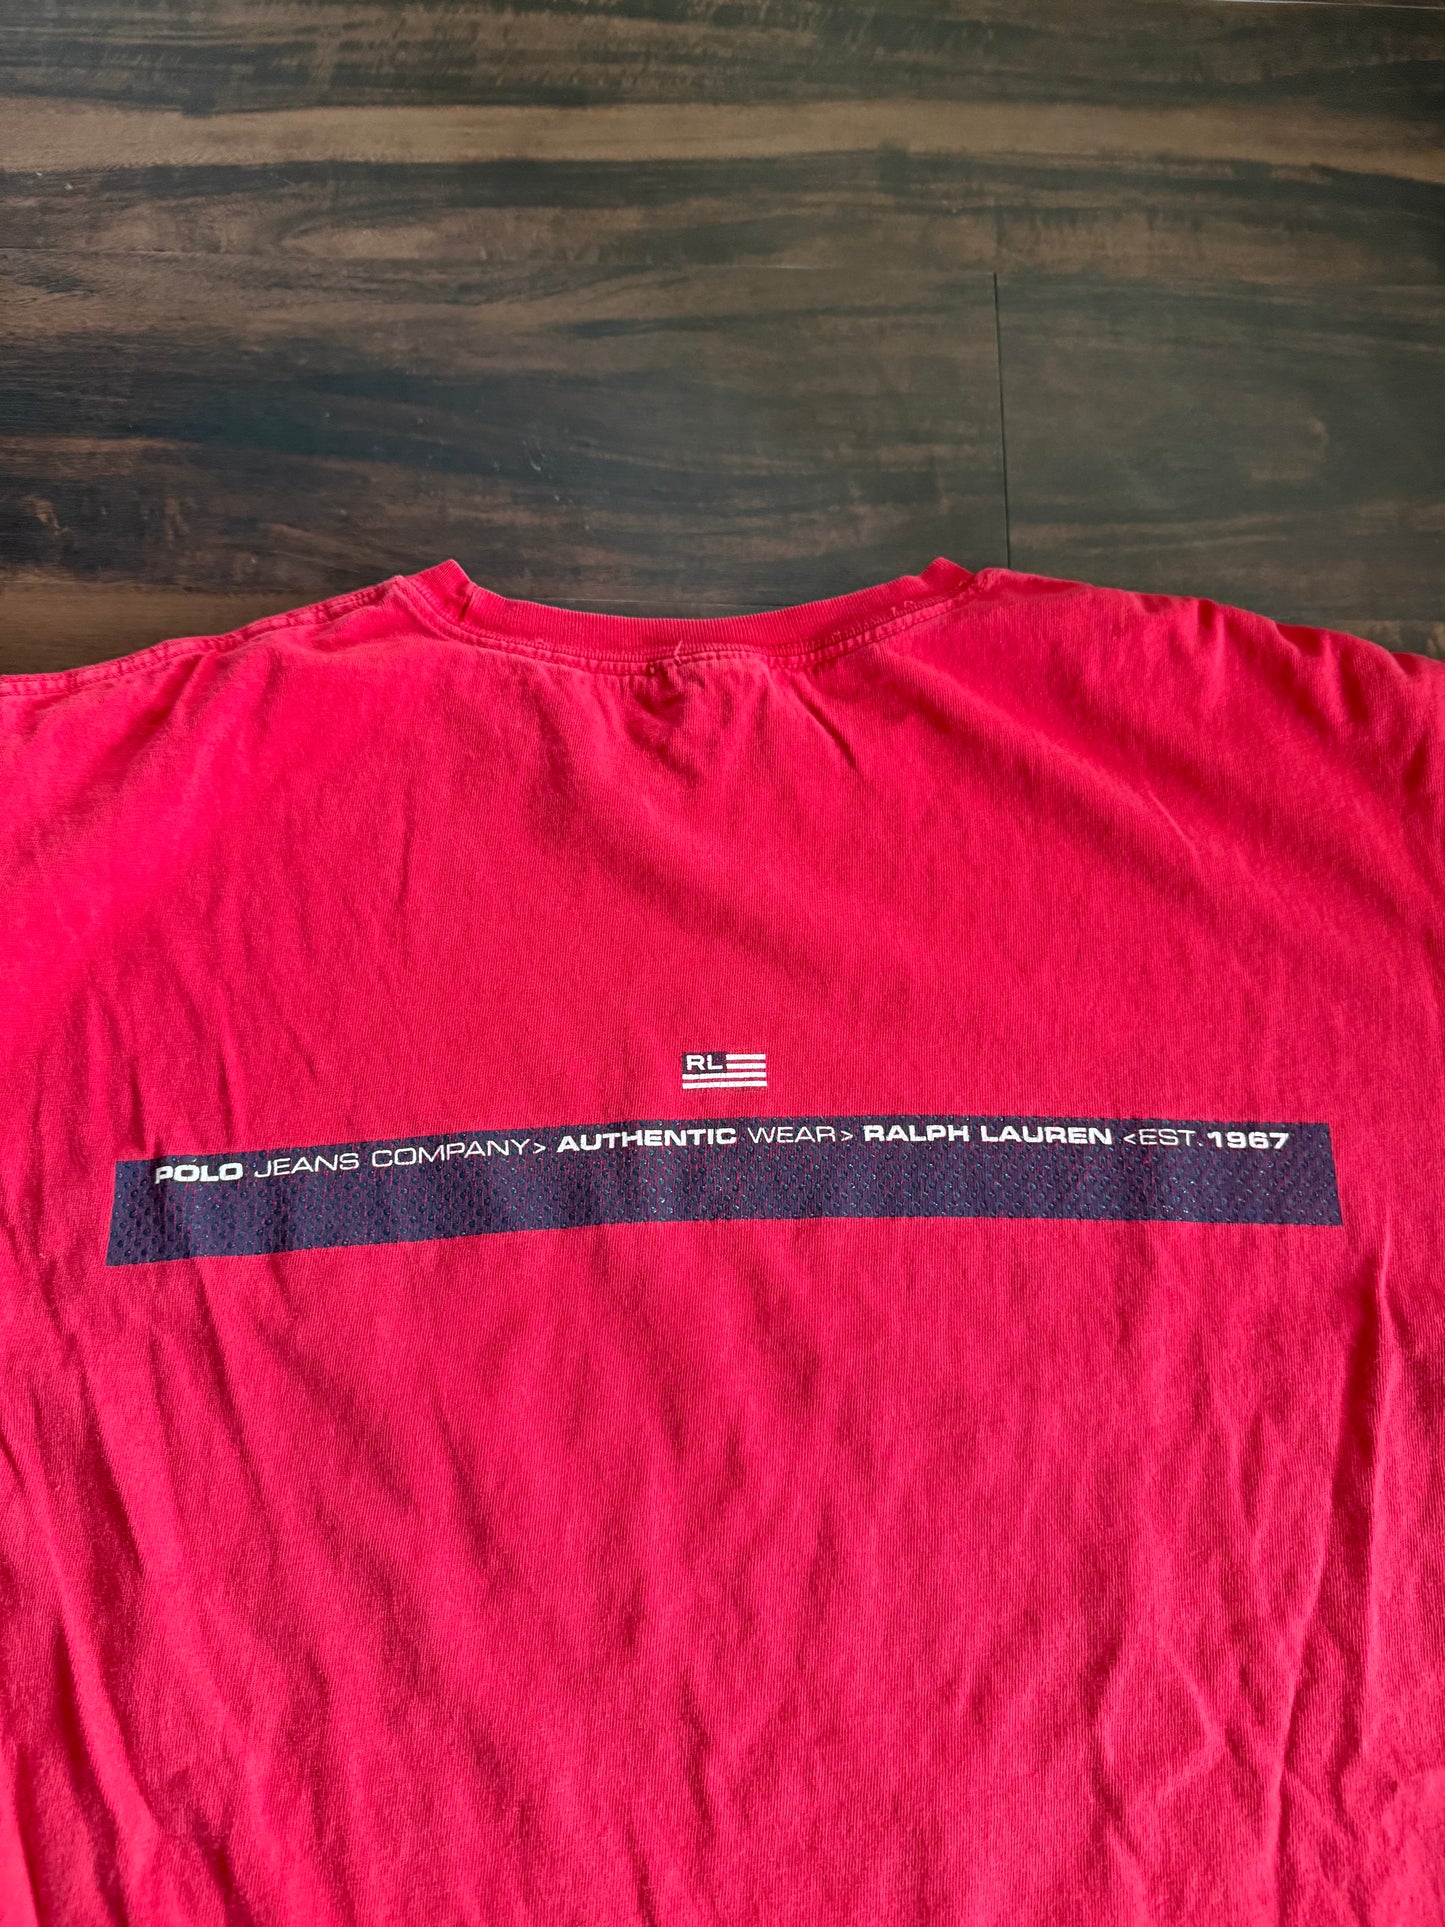 RL
POLO JEANS COMPANY> AUTHENTIC WEAR> RALPH LAUREN <EST. 1967